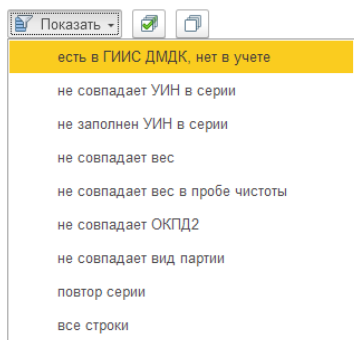 Показать
есть в ГИИС ДМДК, нет в учете
не совпадает УИН в серии
не заполнен УИН в серии
не совпадает вес
не совпадает вес в пробе чистоты
не совпадает ОКПД2
не совпадает вид партии
повтор серии
все строки